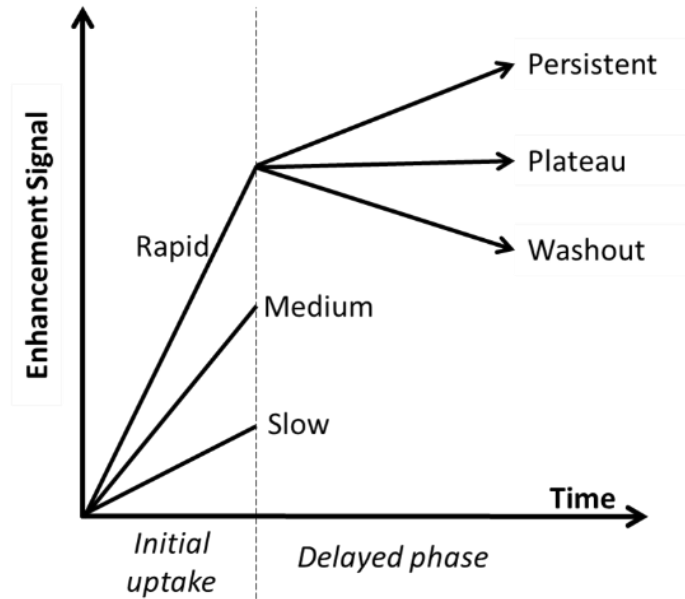 Enhancement Signal
Persistent
Plateau
Rapid
Washout
Medium
Slow
Time
Initial
uptake
Delayed phase